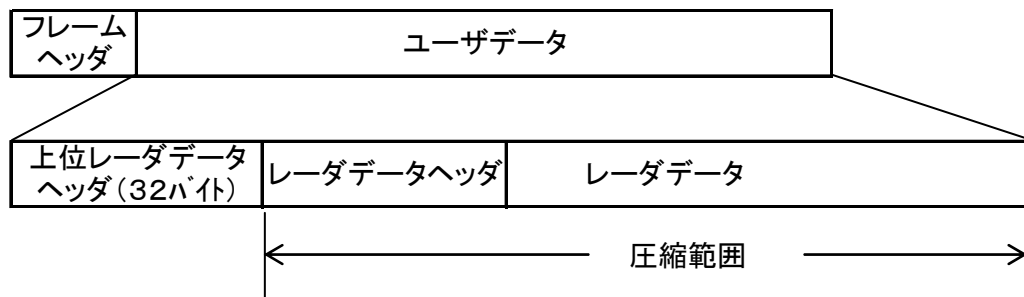 フレーム
ヘッダ
ユーザデータ
上位レーダデータ
ヘッダ(32バイト)
レーダデータヘッダ
レーダデータ
圧縮範囲